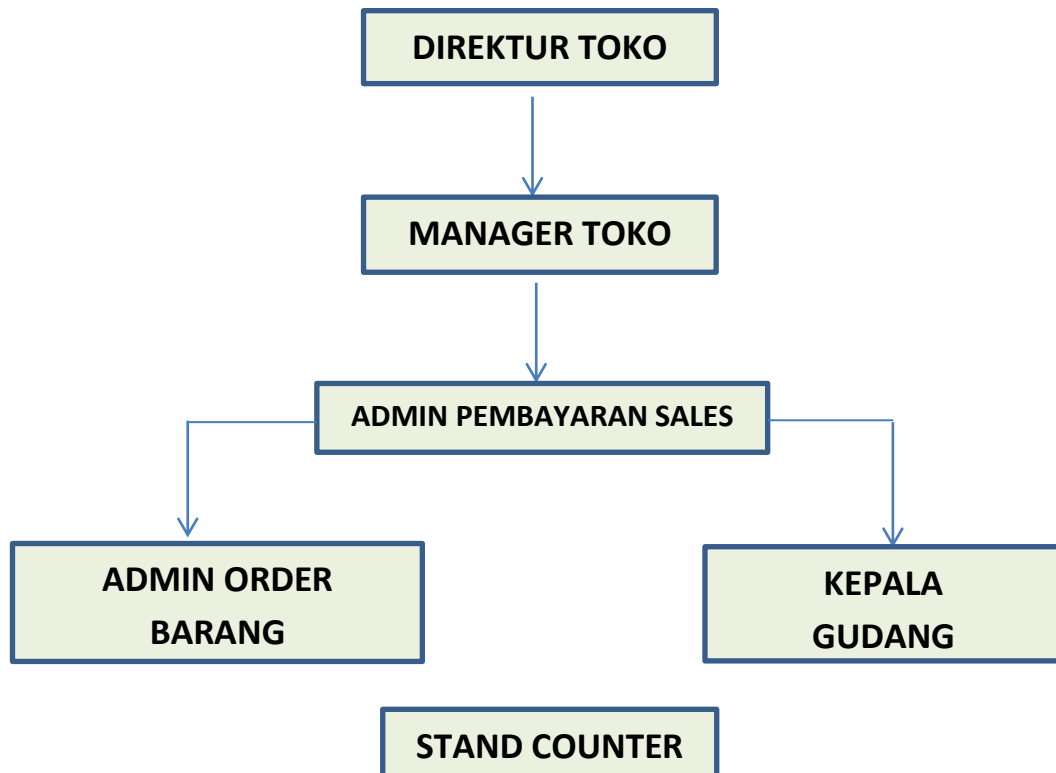 DIREKTUR TOKO
MANAGER TOKO
ADMIN PEMBAYARAN SALES
ADMIN ORDER
BARANG
KEPALA
GUDANG
STAND COUNTER